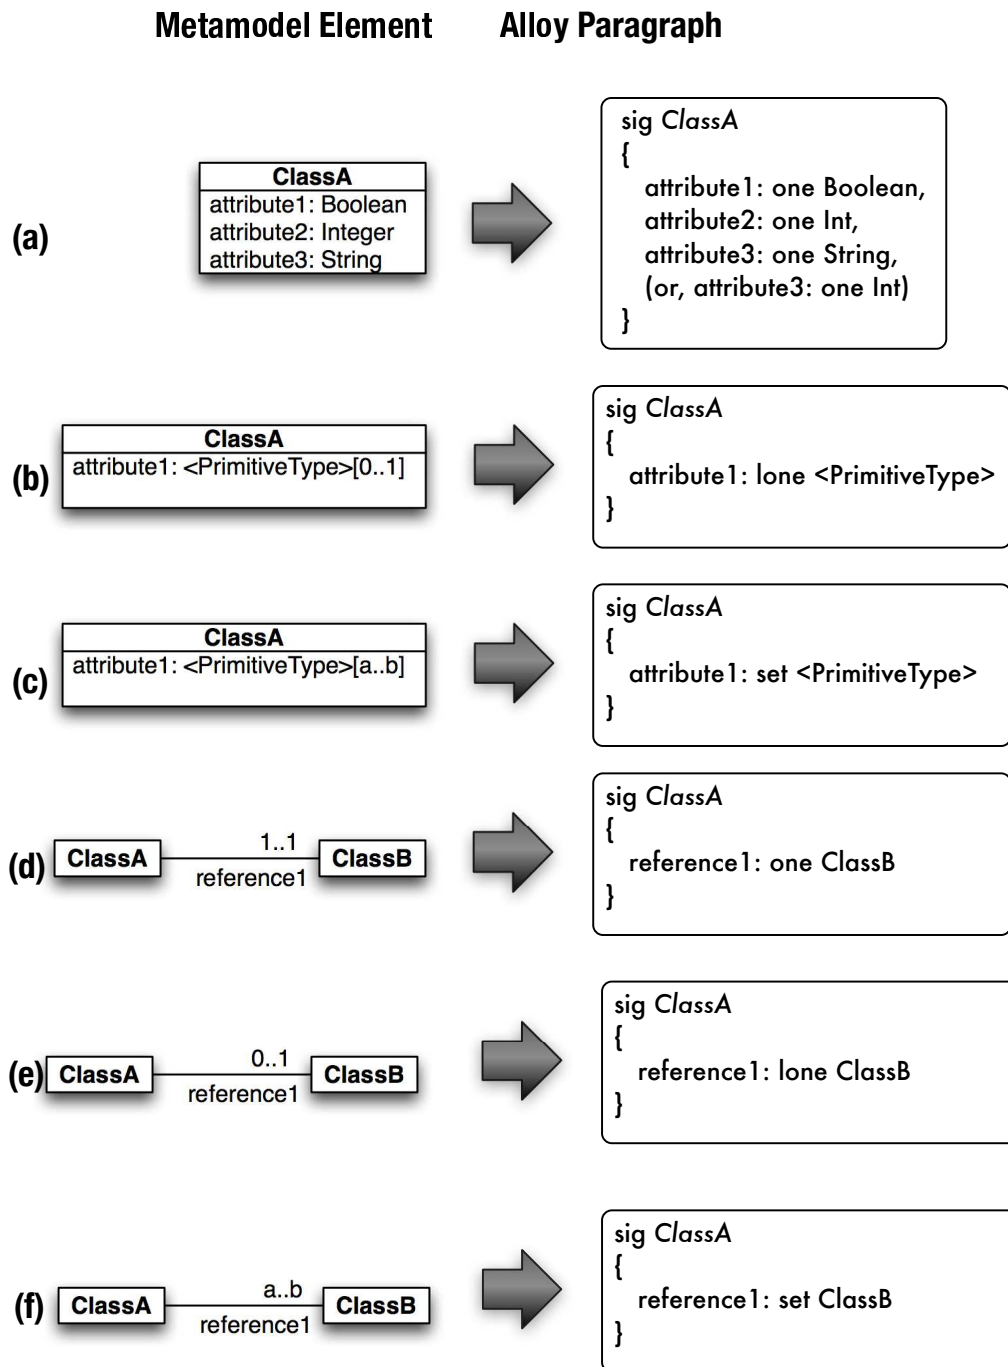 Metamodel Element
Alloy Paragraph
(a)
ClassA
attribute1: Boolean
attribute2: Integer
attribute3: String
sig ClassA
{
attribute1: one Boolean,
attribute2: one Int,
attribute3: one String,
(or, attribute3: one Int)
}
(b)
ClassA
attribute1: <PrimitiveType>[0..1]
sig ClassA
{
attribute1: lone <PrimitiveType>
}
(c)
ClassA
attribute1: <PrimitiveType>[a..b]
sig ClassA
{
attribute1: set <PrimitiveType>
}
(d)
ClassA
1..1
reference1
ClassB
sig ClassA
{
reference1: one ClassB
}
(e)
ClassA
0..1
reference1
ClassB
sig ClassA
{
reference1: lone ClassB
}
(f)
ClassA
a..b
reference1
ClassB
sig ClassA
{
reference1: set ClassB
}